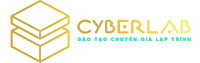 CYBERLAB
ĐÀO TẠO CHUYÊN GIA LẬP TRÌNH